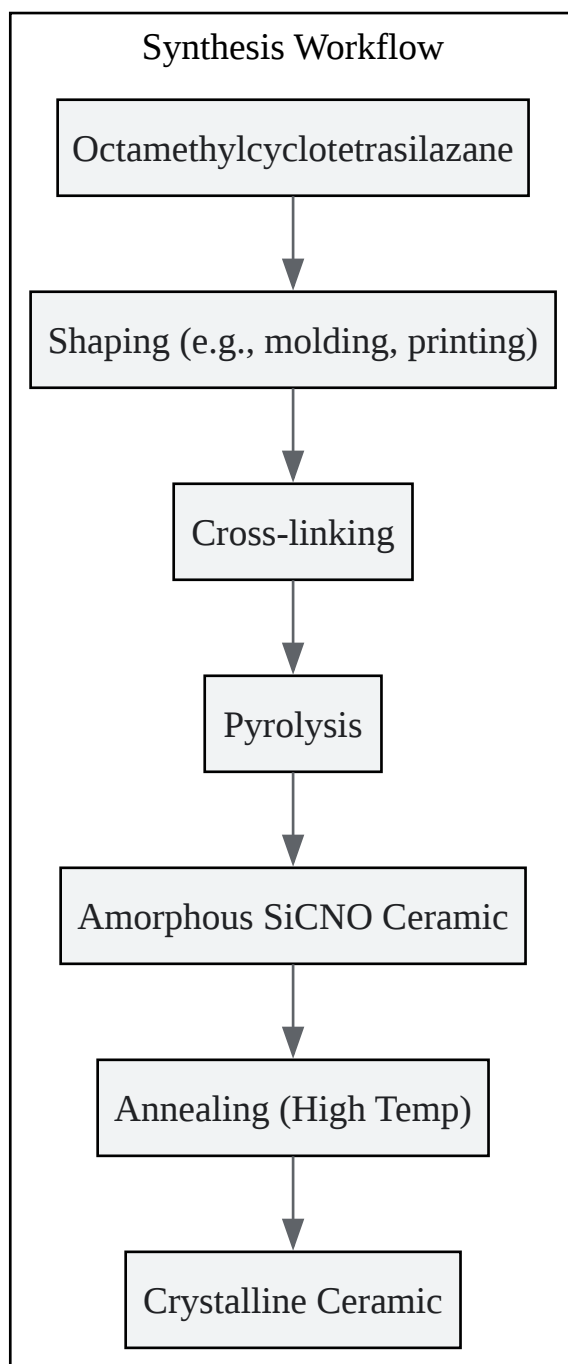 Synthesis Workflow
Octamethylcyclotetrasilazane
Shaping (e.g., molding, printing)
Cross-linking
Pyrolysis
Amorphous SiCNO Ceramic
Annealing (High Temp)
Crystalline Ceramic